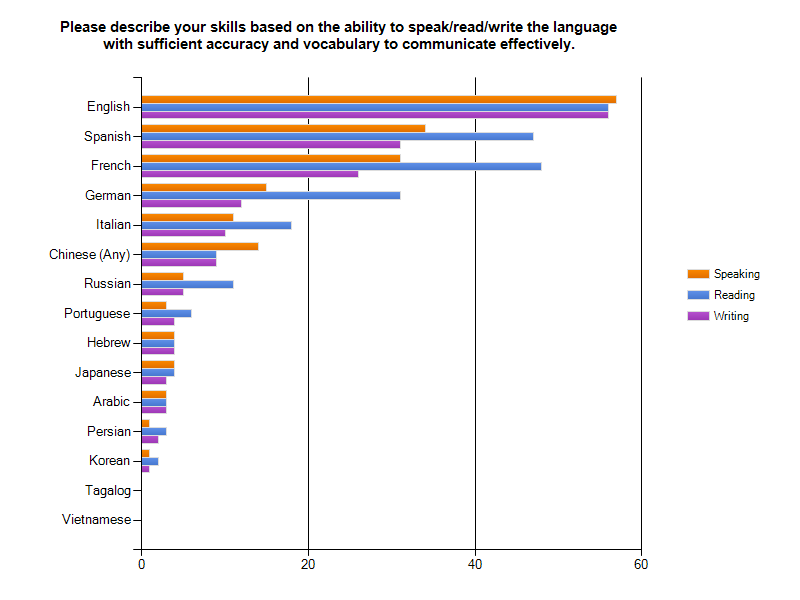 Please describe your skills based on the ability to speak/read/write the language
with sufficient accuracy and vocabulary to communicate effectively.
English
Spanish
French
German
Italian
Chinese (Any)
Russian
Portuguese
Hebrew
Japanese
Arabic
Persian
Korean
Tagalog
Vietnamese
0 20 40 60
Speaking
Reading
Writing